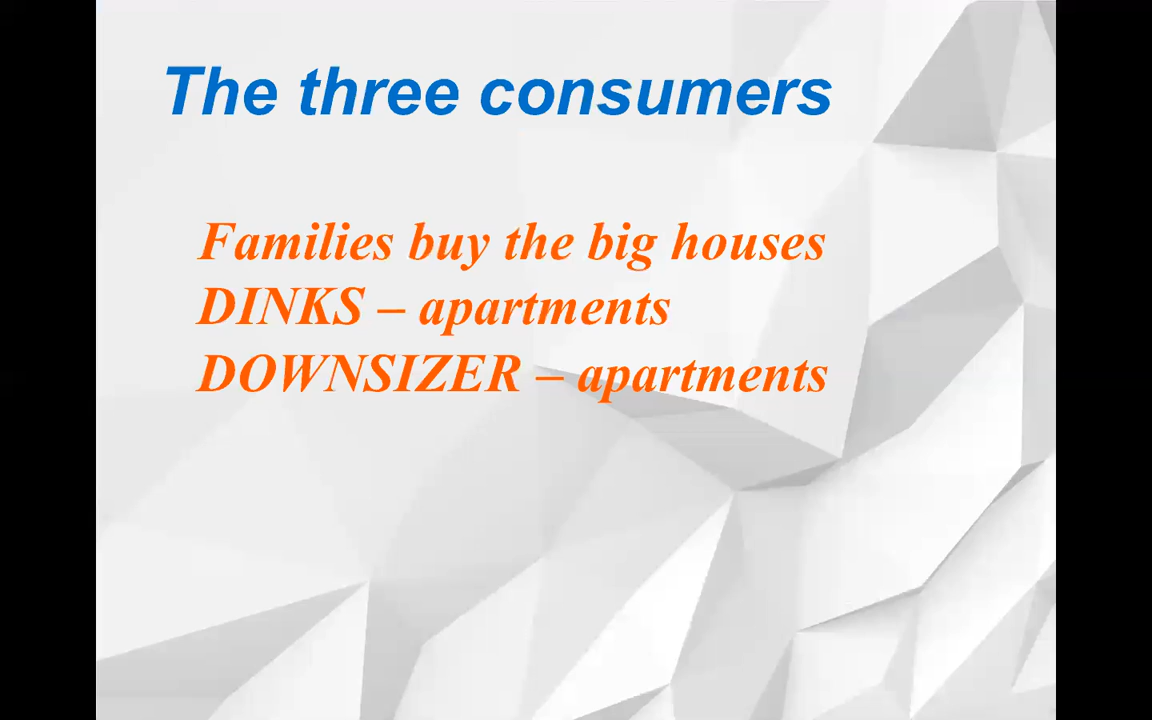 The three consumers
Families buy the big houses
DINKS – apartments
DOWNSIZER – apartments